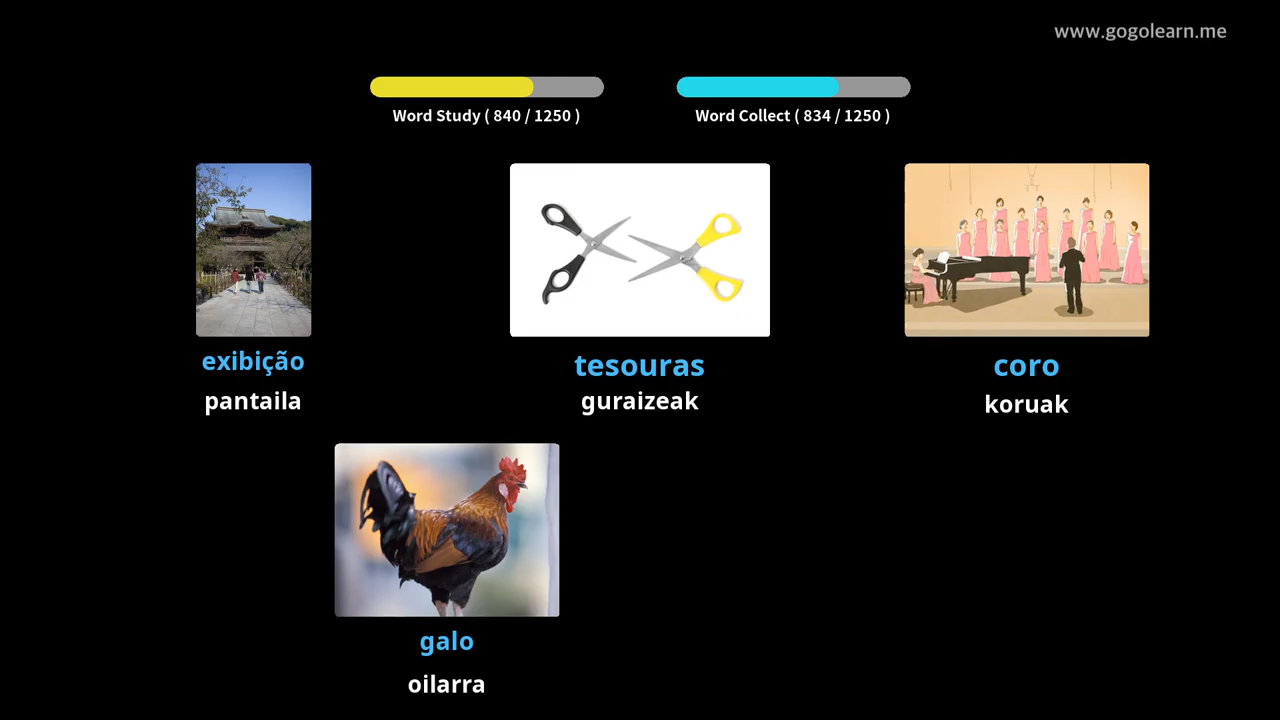 www.gogolearn.me
Word Study ( 840 / 1250 )
Word Collect ( 834 / 1250 )
exibição
pantaila
tesouras
guraizeak
coro
koruak
galo
oilarra